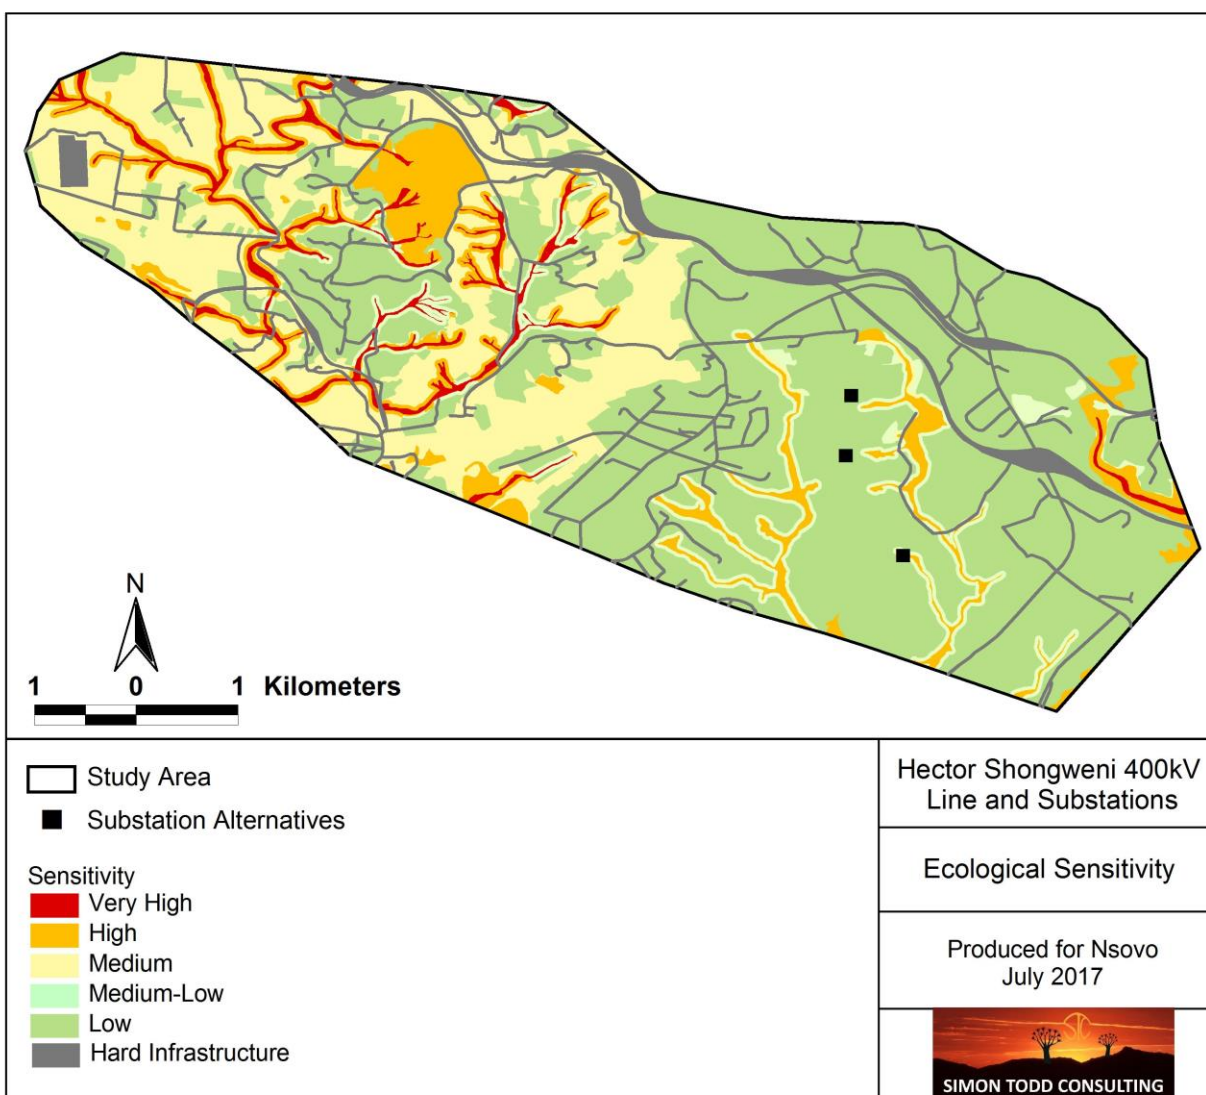 N
1 0 1 Kilometers
Study Area
Substation Alternatives
Sensitivity
Very High
High
Medium
Medium-Low
Low
Hard Infrastructure
Hector Shongweni 400kV
Line and Substations
Ecological Sensitivity
Produced for Nsovo
July 2017
SIMON TODD CONSULTING